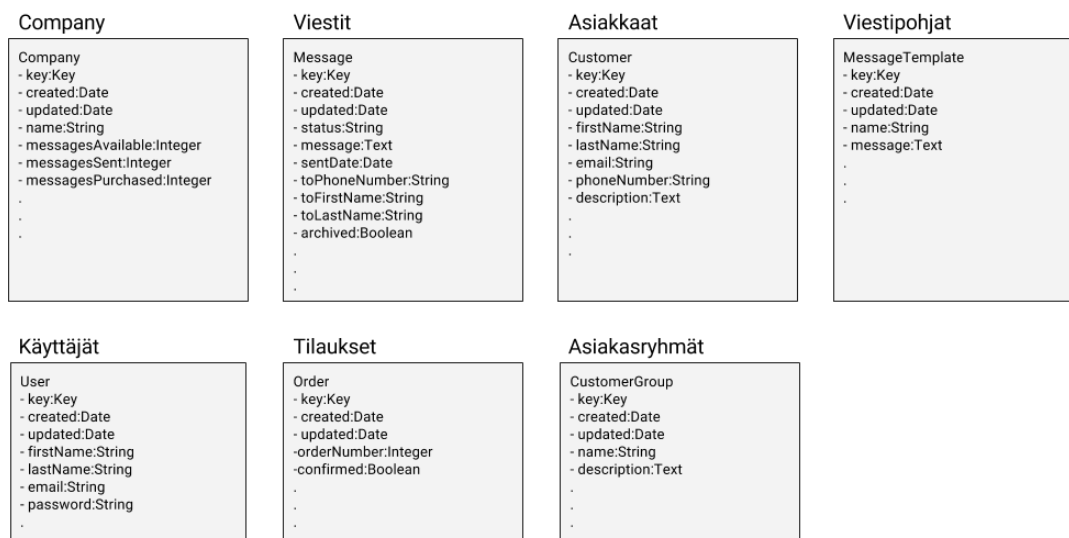 Company
Company
- key:Key
- created:Date
- updated:Date
- name:String
- messagesAvailable:Integer
- messagesSent:Integer
- messagesPurchased:Integer
.
.
.
Viestit
Message
- key:Key
- created:Date
- updated:Date
- status:String
- message:Text
- sentDate:Date
- toPhoneNumber:String
- toFirstName:String
- toLastName:String
- archived:Boolean
.
.
.
Asiakkaat
Customer
- key:Key
- created:Date
- updated:Date
- firstName:String
- lastName:String
- email:String
- phoneNumber:String
- description:Text
.
.
.
Viestipohjat
MessageTemplate
- key:Key
- created:Date
- updated:Date
- name:String
- message:Text
.
.
.
Käyttäjät
User
- key:Key
- created:Date
- updated:Date
- firstName:String
- lastName:String
- email:String
- password:String
.
Tilaukset
Order
- key:Key
- created:Date
- updated:Date
-orderNumber:Integer
-confirmed:Boolean
.
.
.
Asiakasryhmät
CustomerGroup
- key:Key
- created:Date
- updated:Date
- name:String
- description:Text
.
.
.